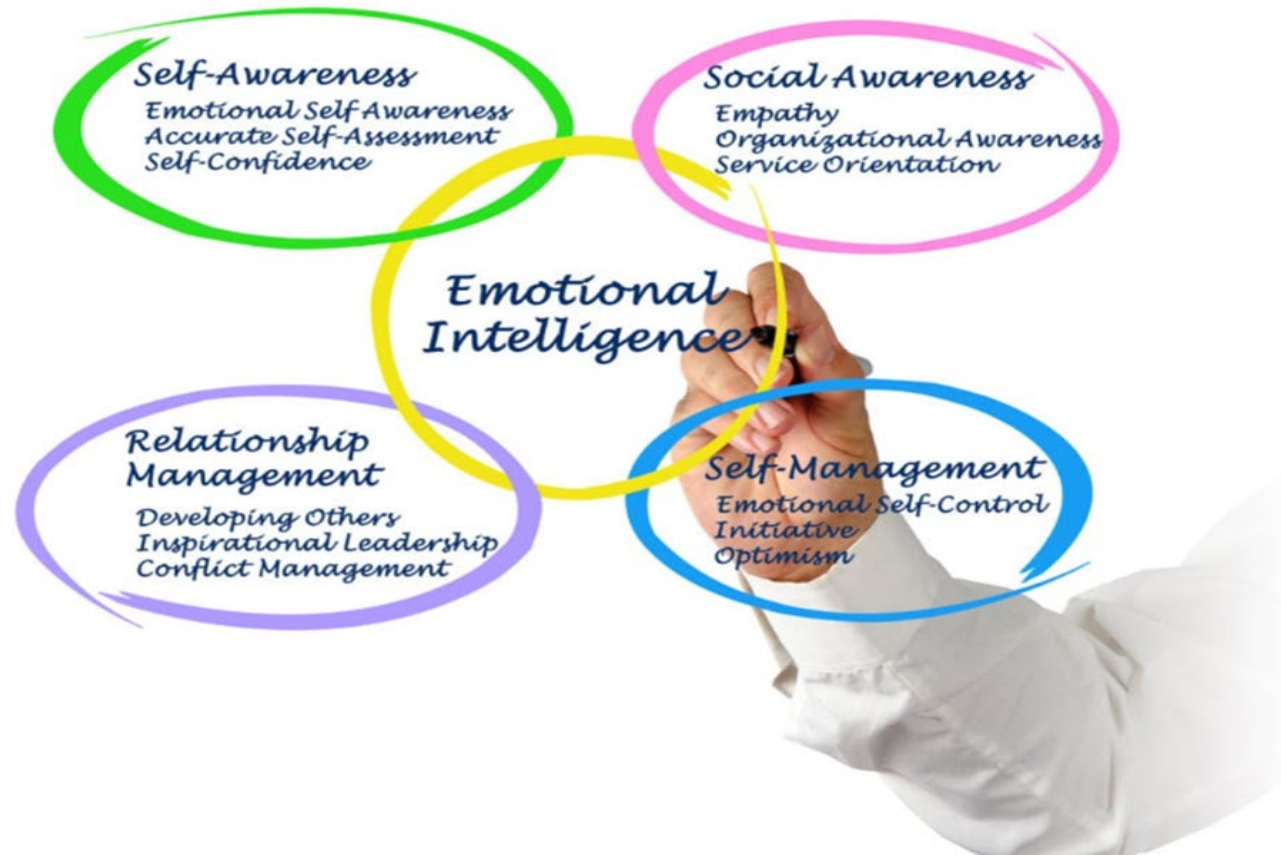 Self-Awareness
Emotional Self Awareness
Accurate Self-Assessment
Self-Confidence
Social Awareness
Empathy
Organizational Awareness
Service Orientation
Emotional
Intelligence
Relationship
Management
Developing Others
Inspirational Leadership
Conflict Management
Self-Management
Emotional Self-Control
Initiative
Optimism